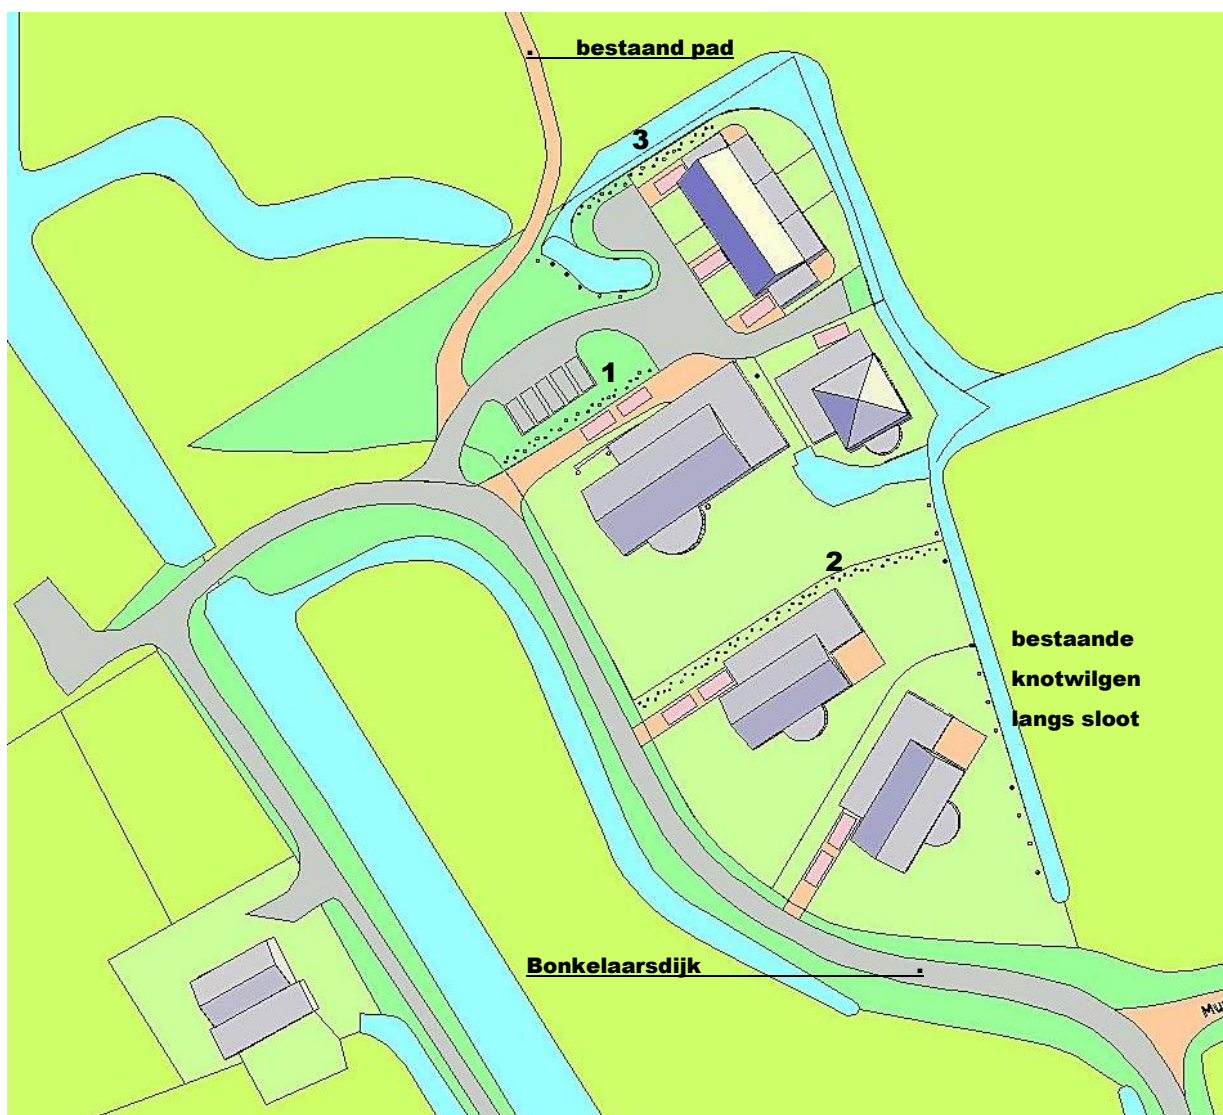 bestaand pad
3
1
2
bestaande
knotwilgen
langs sloot
Bonkelaarsdijk